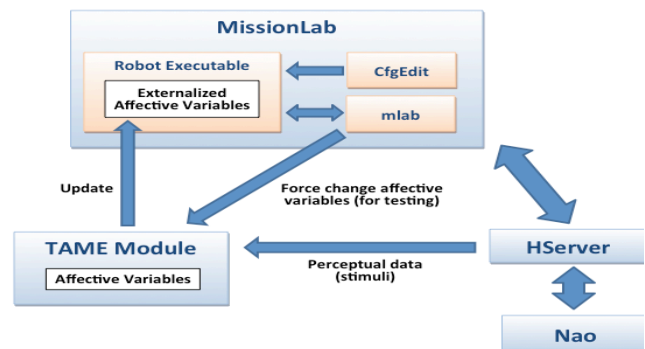 MissionLab
Robot Executable
Externalized
Affective Variables
CfgEdit
mlab
Update
Force change affective
variables (for testing)
TAME Module
Affective Variables
Perceptual data
(stimuli)
HServer
Nao